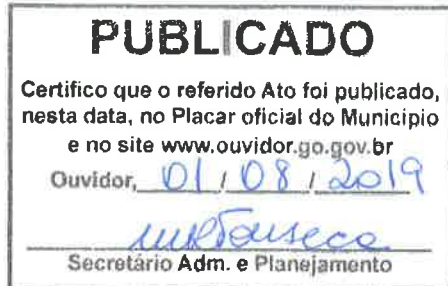 PUBLICADO
Certifico que o referido Ato foi publicado,
nesta data, no Placar oficial do Municipio
e no site www.ouvidor.go.gov.br
Ouvidor, 01 / 08 / 2019
Secretário Adm. e Planejamento